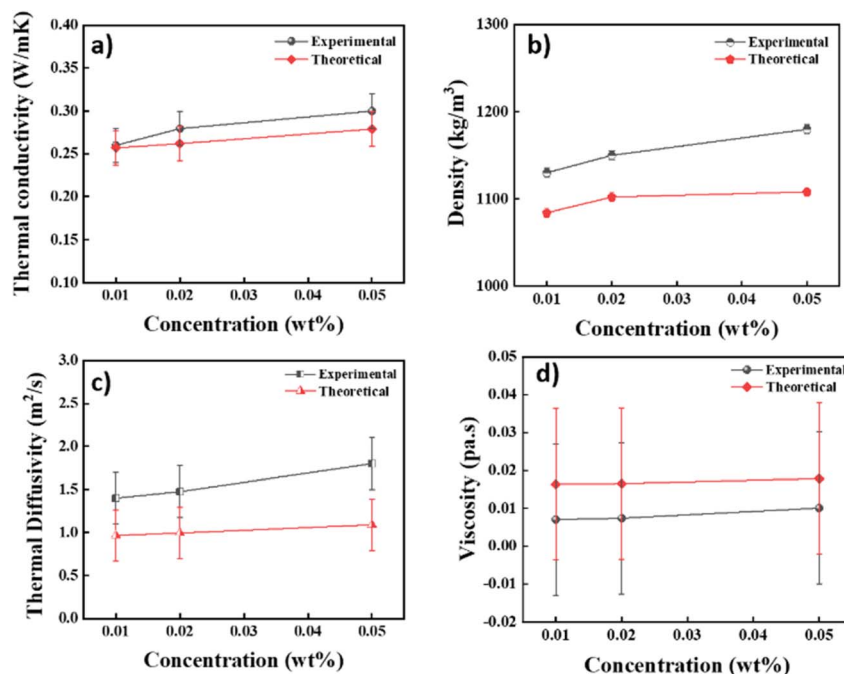 a)
Experimental
Theoretical
Thermal conductivity (W/mK)
0.40
0.35
0.30
0.25
0.20
0.15
0.10
0.01 0.02 0.03 0.04 0.05
Concentration (wt%)
b)
Experimental
Theoretical
Density (kg/m³)
1300
1200
1100
1000
0.01 0.02 0.03 0.04 0.05
Concentration (wt%)
c)
Experimental
Theoretical
Thermal Diffusivity (m²/s)
3.0
2.5
2.0
1.5
1.0
0.5
0.0
0.01 0.02 0.03 0.04 0.05
Concentration (wt%)
d)
Experimental
Theoretical
Viscosity (pa.s)
0.05
0.04
0.03
0.02
0.01
0.00
-0.01
-0.02
0.01 0.02 0.03 0.04 0.05
Concentration (wt%)